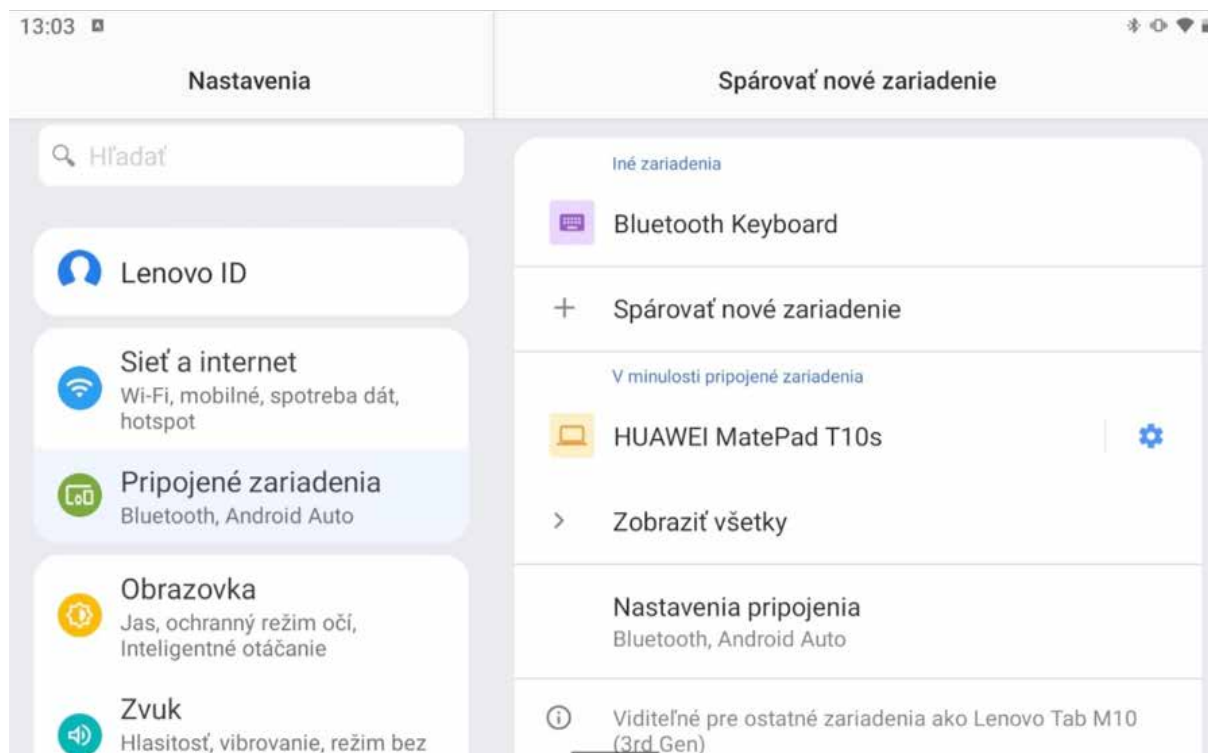 13:03
Nastavenia
Hľadať
Lenovo ID
Sieť a internet
Wi-Fi, mobilné, spotreba dát,
hotspot
Pripojené zariadenia
Bluetooth, Android Auto
Obrazovka
Jas, ochranný režim očí,
Inteligentné otáčanie
Zvuk
Hlasitosť, vibrovanie, režim bez
Spárovať nové zariadenie
Iné zariadenia
Bluetooth Keyboard
Spárovať nové zariadenie
V minulosti pripojené zariadenia
HUAWEI MatePad T10s
Zobraziť všetky
Nastavenia pripojenia
Bluetooth, Android Auto
Viditeľné pre ostatné zariadenia ako Lenovo Tab M10
(3rd Gen)